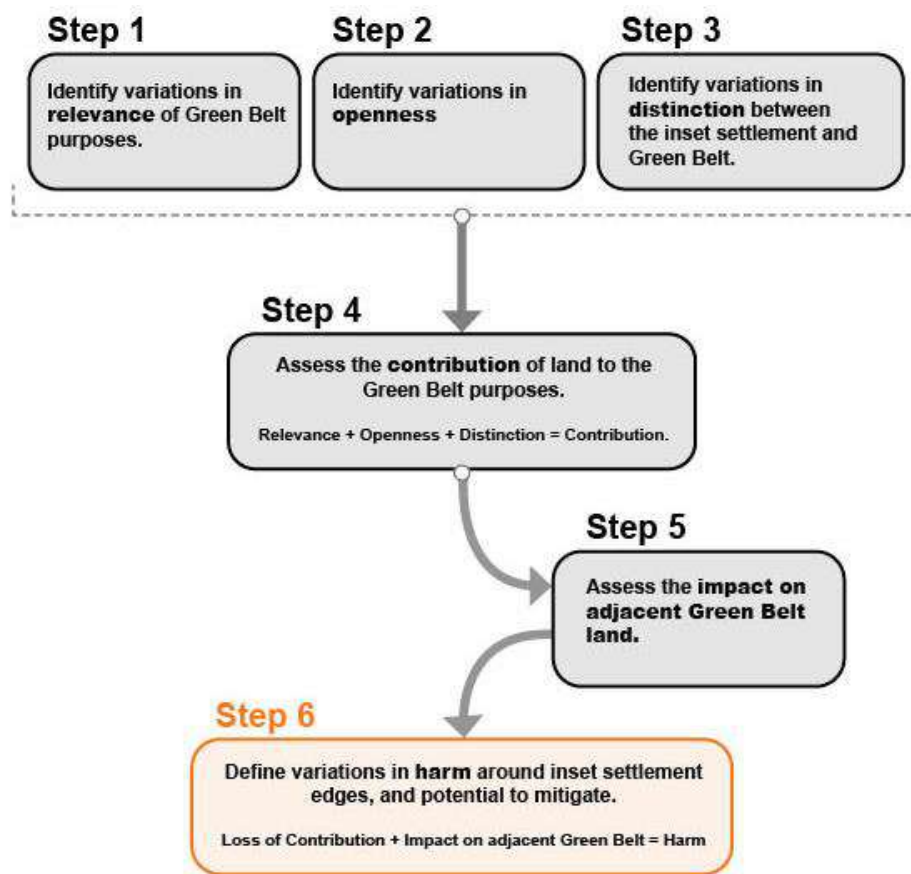 Step 1
Identify variations in
relevance of Green Belt
purposes.
Step 2
Identify variations in
openness
Step 3
Identify variations in
distinction between
the inset settlement and
Green Belt.
Step 4
Assess the contribution of land to the
Green Belt purposes.
Relevance + Openness + Distinction = Contribution.
Step 5
Assess the impact on
adjacent Green Belt
land.
Step 6
Define variations in harm around inset settlement
edges, and potential to mitigate.
Loss of Contribution + Impact on adjacent Green Belt = Harm